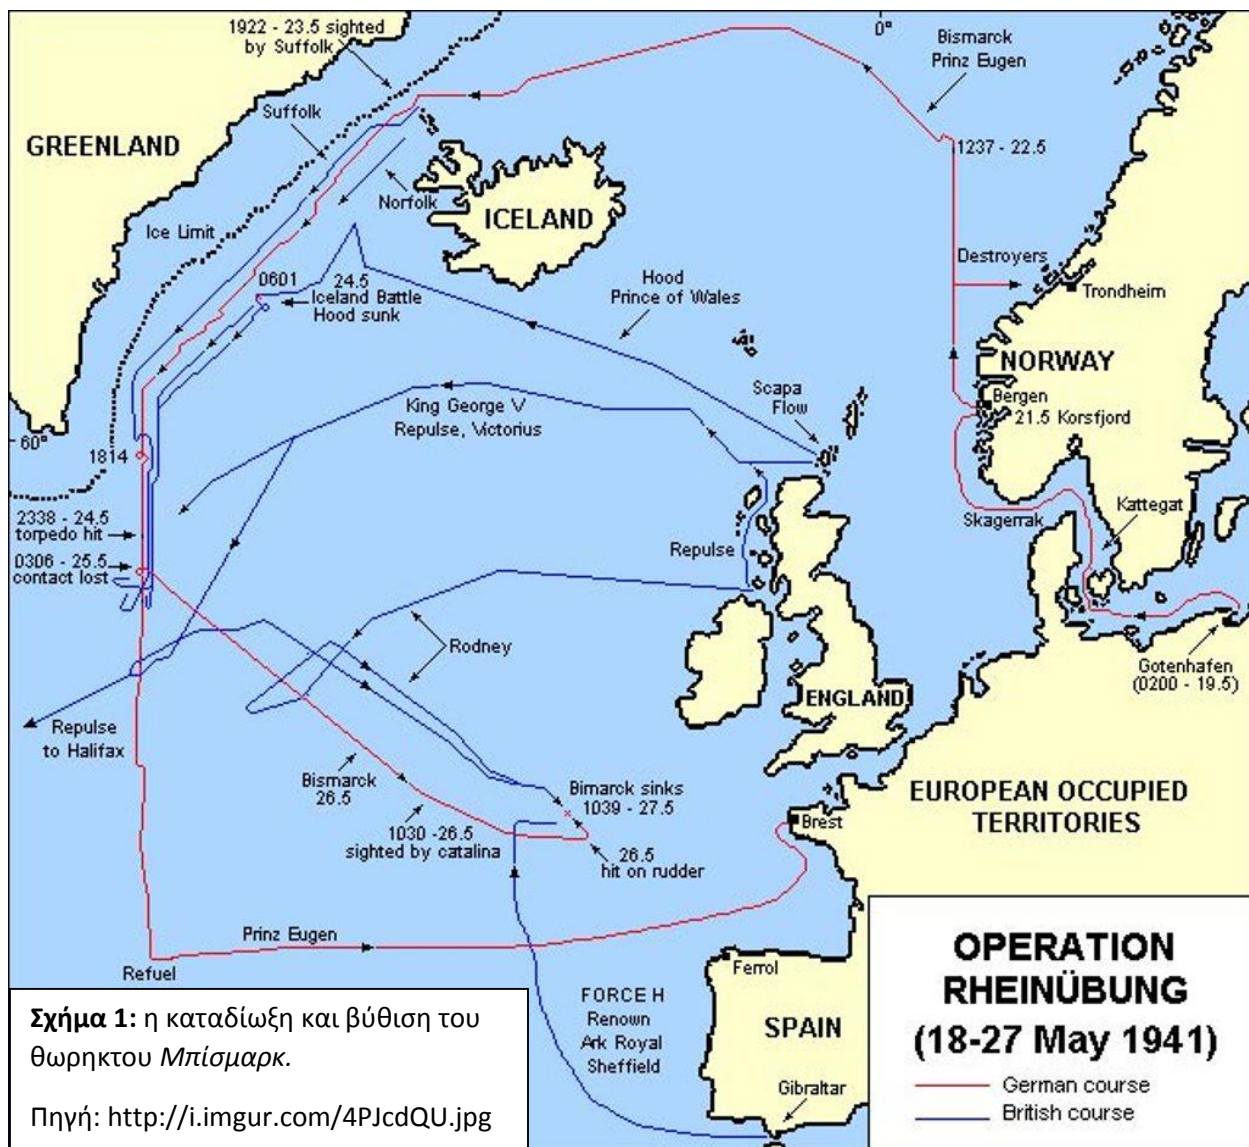 1922 - 23.5 sighted
by Suffolk
0°
Bismarck
Prinz Eugen
Suffolk
GREENLAND
1237 - 22.5
Norfolk
ICELAND
Ice Limit
Destroyers
0601
24.5
Iceland Battle
Hood sunk
Hood
Prince of Wales
Trondheim
NORWAY
Scapa
Flow
Bergen
21.5 Korsfjord
King George V
Repulse, Victorius
60°
1814
Kattegat
2338 - 24.5
torpedo hit
Skagerrak
0306 - 25.5
contact lost
Repulse
Rodney
Gotenhafen
(0200 - 19.5)
ENGLAND
Repulse
to Halifax
Bismarck
26.5
Bimarck sinks
1039 - 27.5
EUROPEAN OCCUPIED
TERRITORIES
Brest
1030 -26.5
sighted by catalina
26.5
hit on rudder
Prinz Eugen
Refuel
Ferrol
FORCE H
Renown
Ark Royal
Sheffield
SPAIN
Gibraltar
OPERATION
RHEINÜBUNG
(18-27 May 1941)
German course
British course
Σχήμα 1: η καταδίωξη και βύθιση του
θωρηκτου Μπίσμαρκ.
Πηγή: http://i.imgur.com/4PJcdQU.jpg